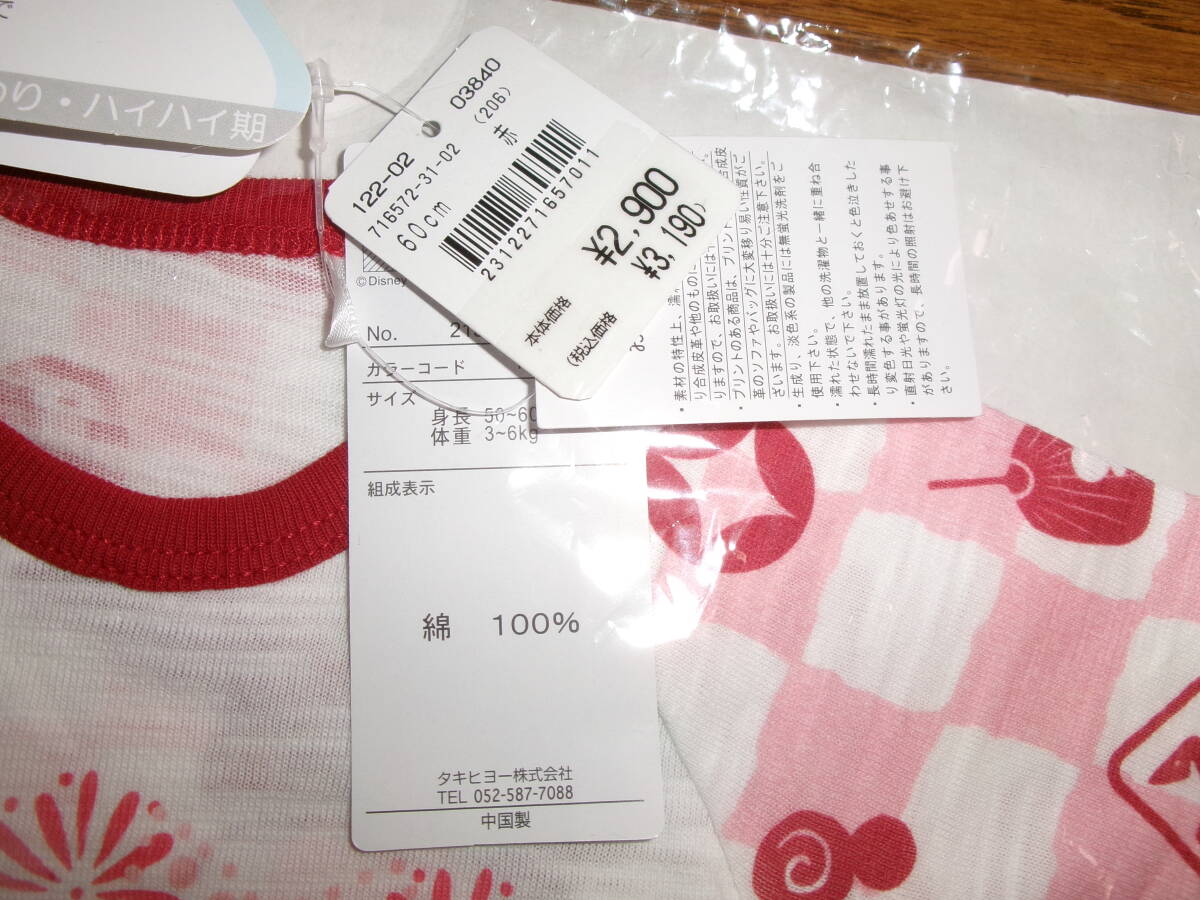 で
わり・ハイハイ期
03840
(206)
122-02
716572-31-02
赤
60cm
2312271657011
¥2,900
¥3,190
本体価格
(税込価格)
©Disney
No.
カラーコード
サイズ
身長 50~60
体重 3~6kg
組成表示
綿 100%
タキヒヨー株式会社
TEL 052-587-7088
中国製
・素材の特性上、濡
り合成皮革や他のものに
りますので、お取扱いには
・プリントのある商品は、プリント
革のソファやバッグに大変移り易い性質がご
ざいます。お取扱いには十分ご注意下さい。
・生成り、淡色系の製品には無蛍光洗剤をご
使用下さい。
・濡れた状態で、他の洗濯物と一緒に重ね合
わせないで下さい。
・長時間濡れたまま放置しておくと色泣きした
り変色する事があります。
・直射日光や蛍光灯の光により色あせする事
がありますので、長時間の照射はお避け下
さい。